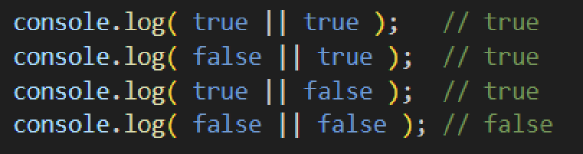 console.log( true || true );   // true
console.log( false || true );  // true
console.log( true || false );  // true
console.log( false || false ); // false